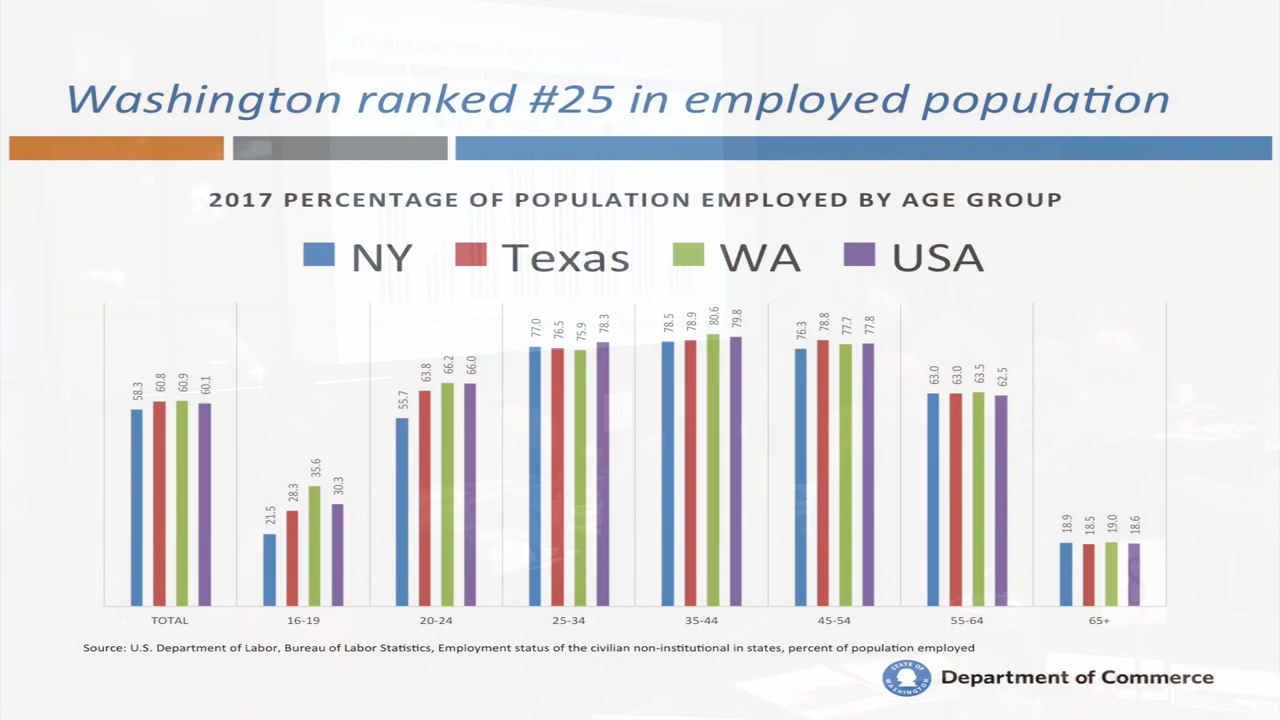 Washington ranked #25 in employed population
2017 PERCENTAGE OF POPULATION EMPLOYED BY AGE GROUP
NY Texas WA USA
58.3 60.8 60.9 60.1
21.5 28.3 35.6 30.3
55.7 63.8 66.2 66.0
77.0 76.5 75.9 78.3
78.5 78.9 80.6 79.8
76.3 78.8 77.7 77.8
63.0 63.0 63.5 62.5
18.9 18.5 19.0 18.6
TOTAL 16-19 20-24 25-34 35-44 45-54 55-64 65+
Source: U.S. Department of Labor, Bureau of Labor Statistics, Employment status of the civilian non-institutional in states, percent of population employed
STATE OF WASHINGTON
Department of Commerce